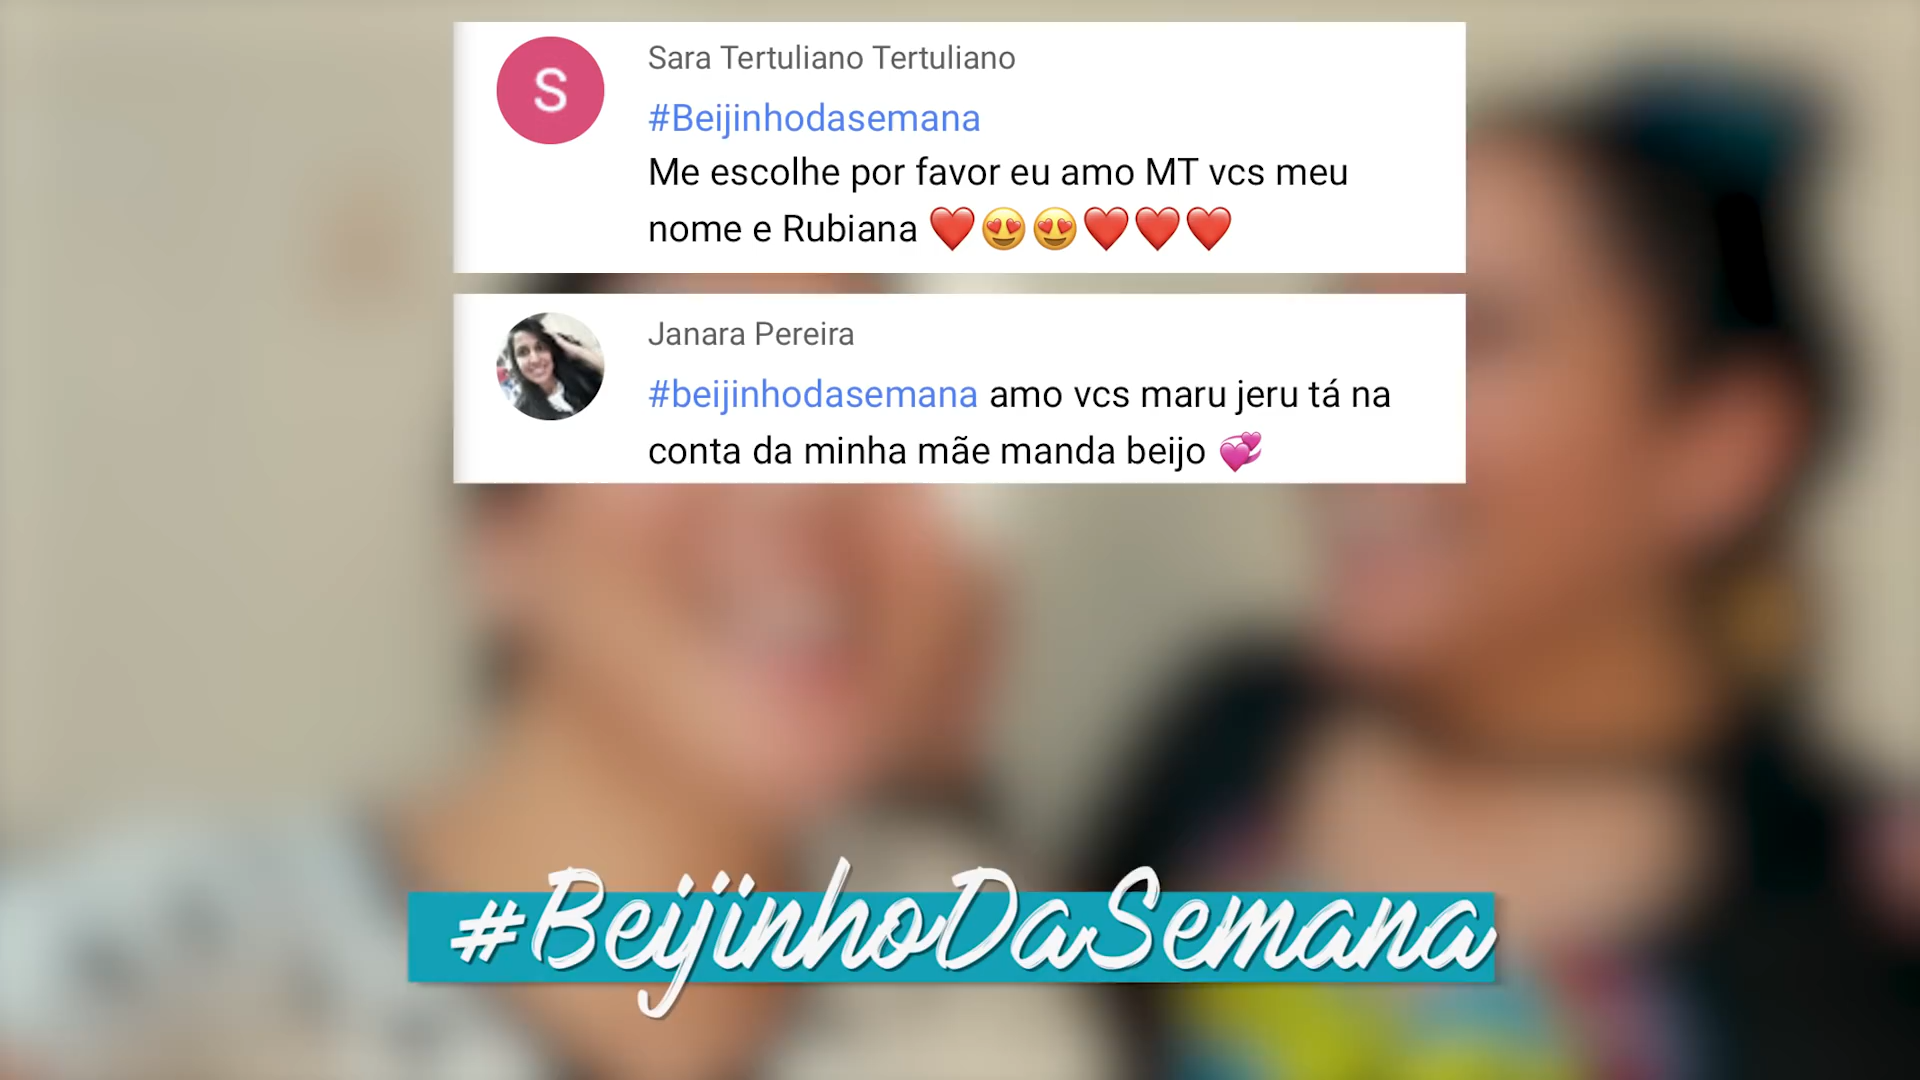 S
Sara Tertuliano Tertuliano
#Beijinhodasemana
Me escolhe por favor eu amo MT vcs meu
nome e Rubiana ❤️😍😍❤️❤️❤️
Janara Pereira
#beijinhodasemana amo vcs maru jeru tá na
conta da minha mãe manda beijo 💞
#BeijinhoDaSemana